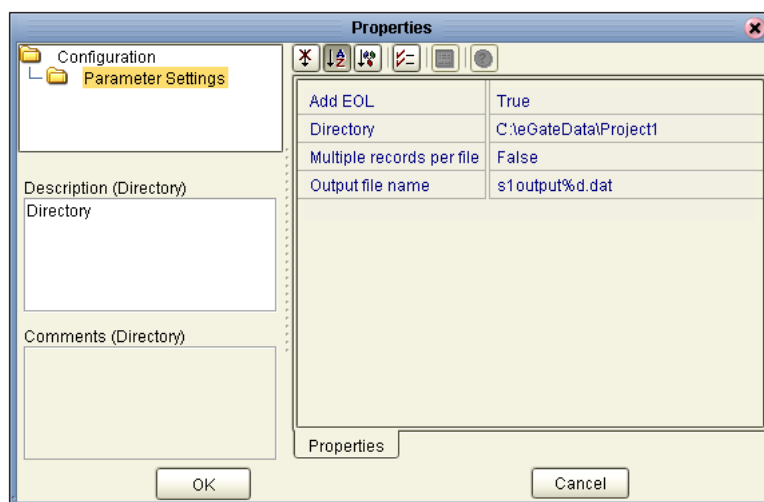 Properties
Configuration
Parameter Settings
Description (Directory)
Directory
Comments (Directory)
Add EOL True
Directory C:\eGateData\Project1
Multiple records per file False
Output file name s1output%d.dat
Properties
OK
Cancel